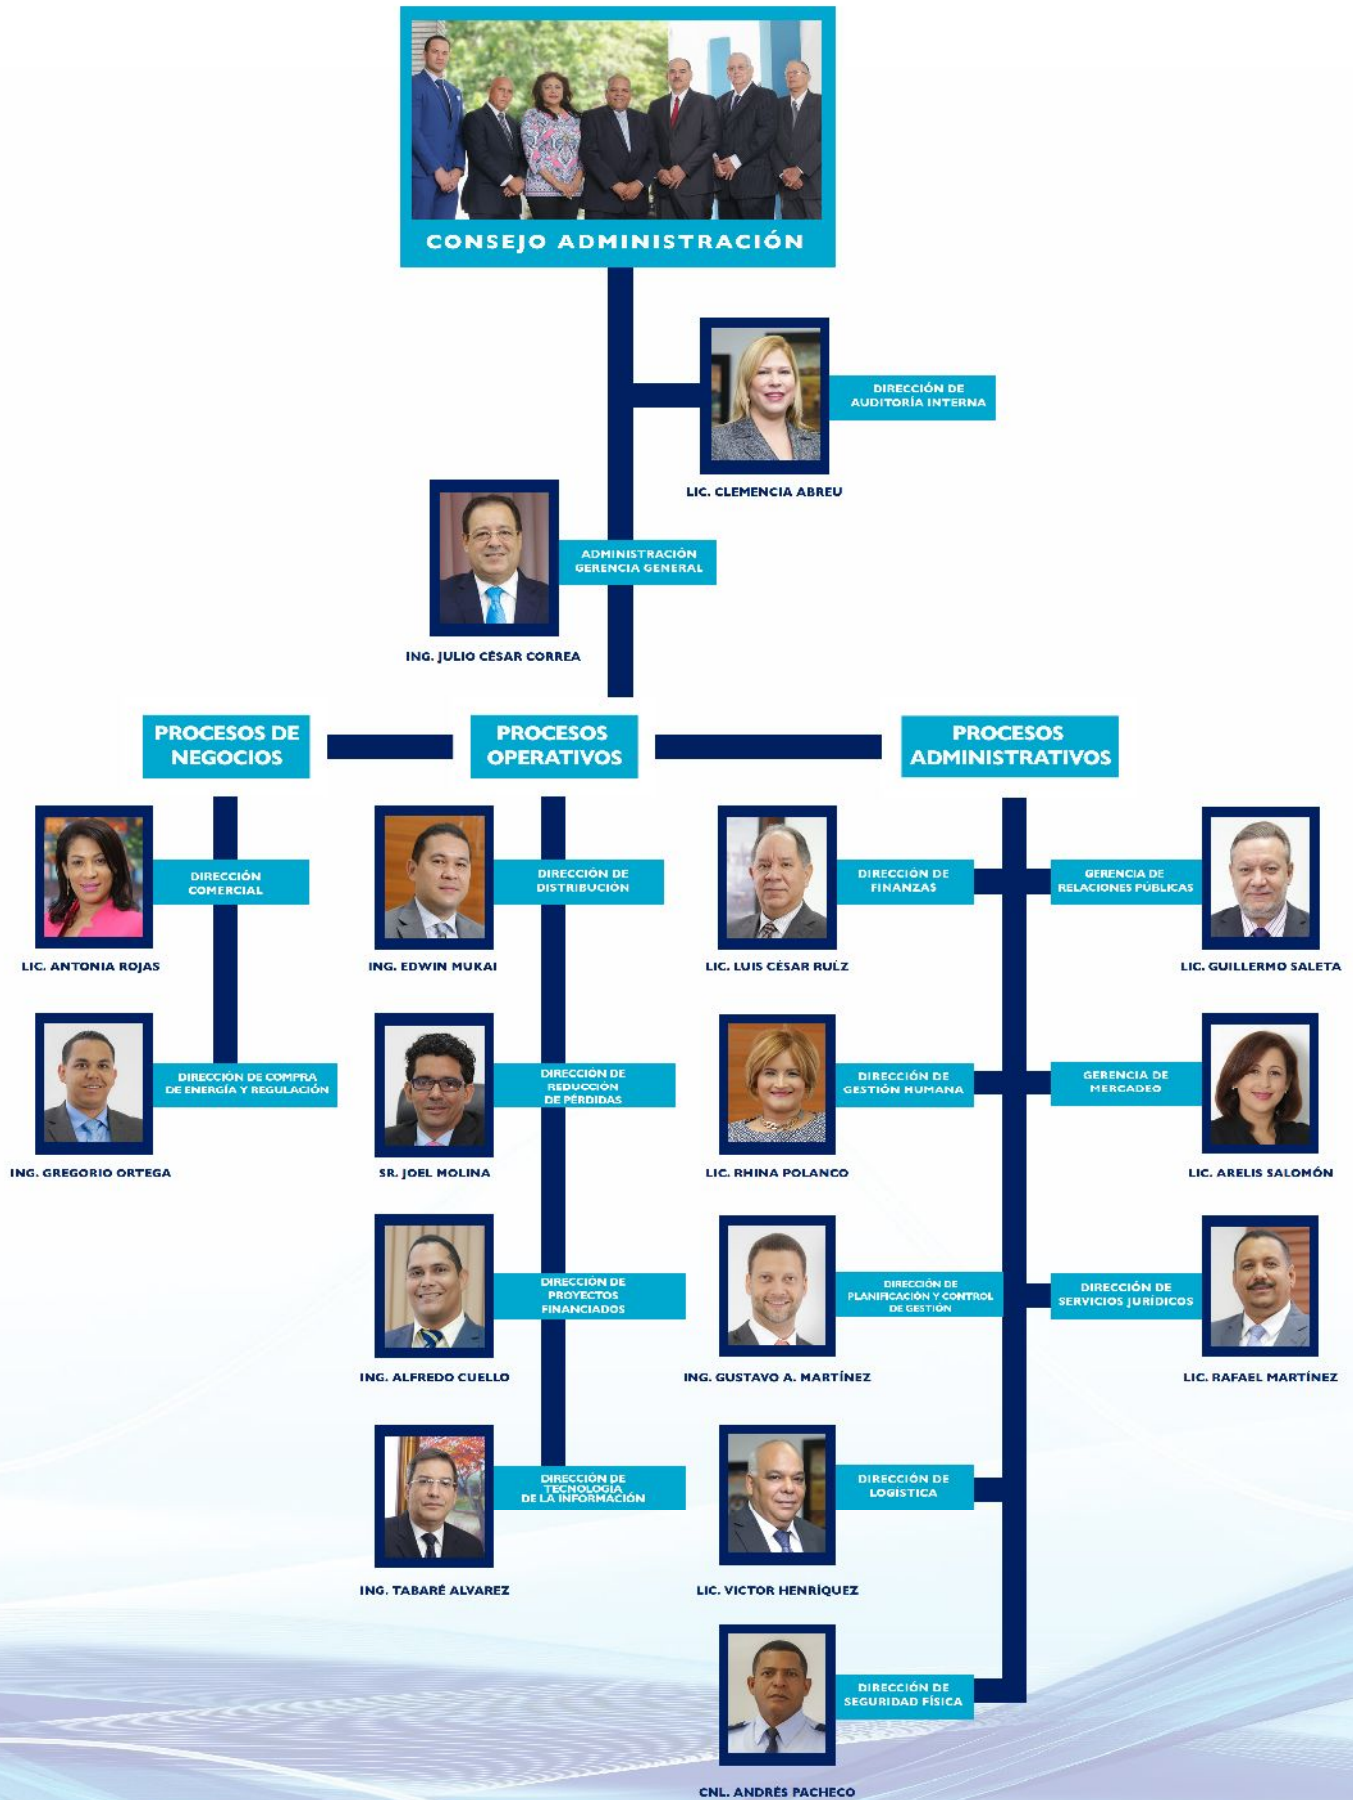 CONSEJO ADMINISTRACIÓN
DIRECCIÓN DE
AUDITORÍA INTERNA
LIC. CLEMENCIA ABREU
ADMINISTRACIÓN
GERENCIA GENERAL
ING. JULIO CÉSAR CORREA
PROCESOS DE
NEGOCIOS
PROCESOS
OPERATIVOS
PROCESOS
ADMINISTRATIVOS
DIRECCIÓN
COMERCIAL
LIC. ANTONIA ROJAS
DIRECCIÓN DE COMPRA
DE ENERGÍA Y REGULACIÓN
ING. GREGORIO ORTEGA
DIRECCIÓN DE
DISTRIBUCIÓN
ING. EDWIN MUKAI
DIRECCIÓN DE
REDUCCIÓN
DE PÉRDIDAS
SR. JOEL MOLINA
DIRECCIÓN DE
PROYECTOS
FINANCIADOS
ING. ALFREDO CUELLO
DIRECCIÓN DE
TECNOLOGIA
DE LA INFORMACIÓN
ING. TABARÉ ALVAREZ
DIRECCIÓN DE
FINANZAS
LIC. LUIS CÉSAR RUÍZ
DIRECCIÓN DE
GESTIÓN HUMANA
LIC. RHINA POLANCO
DIRECCIÓN DE
PLANIFICACIÓN Y CONTROL
DE GESTIÓN
ING. GUSTAVO A. MARTÍNEZ
DIRECCIÓN DE
LOGÍSTICA
LIC. VICTOR HENRÍQUEZ
DIRECCIÓN DE
SEGURIDAD FÍSICA
CNL. ANDRÉS PACHECO
GERENCIA DE
RELACIONES PÚBLICAS
LIC. GUILLERMO SALETA
GERENCIA DE
MERCADEO
LIC. ARELIS SALOMÓN
DIRECCIÓN DE
SERVICIOS JURÍDICOS
LIC. RAFAEL MARTÍNEZ